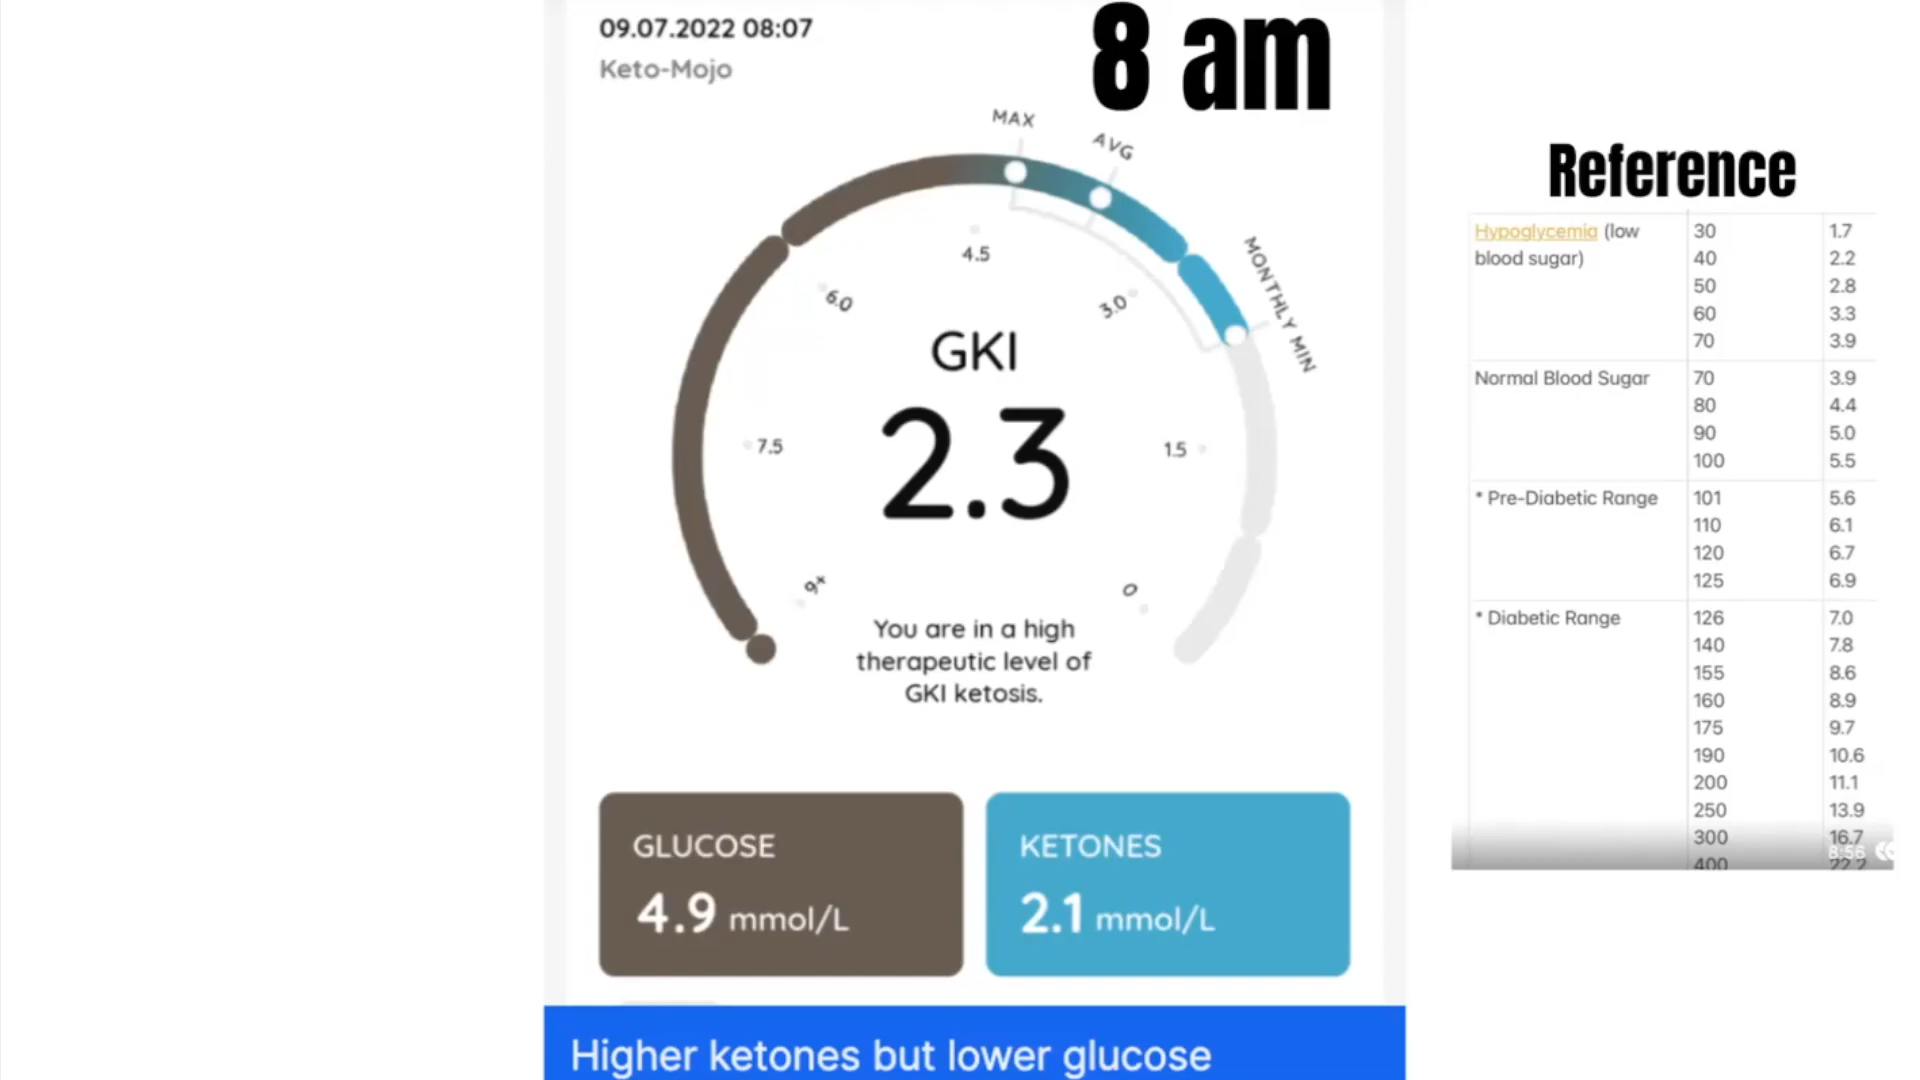 09.07.2022 08:07
Keto-Mojo
8 am
MAX
AVG
MONTHLY MIN
4.5
6.0
3.0
7.5
1.5
9+
0
GKI
2.3
You are in a high
therapeutic level of
GKI ketosis.
GLUCOSE
4.9 mmol/L
KETONES
2.1 mmol/L
Higher ketones but lower glucose
Reference
Hypoglycemia (low 30 1.7
blood sugar) 40 2.2
50 2.8
60 3.3
70 3.9
Normal Blood Sugar 70 3.9
80 4.4
90 5.0
100 5.5
* Pre-Diabetic Range 101 5.6
110 6.1
120 6.7
125 6.9
* Diabetic Range 126 7.0
140 7.8
155 8.6
160 8.9
175 9.7
190 10.6
200 11.1
250 13.9
300 16.7
8:56
400 22.2